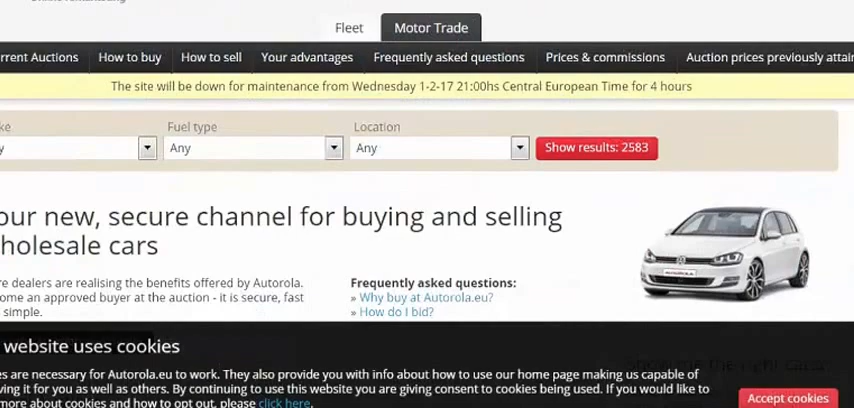 Fleet
Motor Trade
rrent Auctions
How to buy
How to sell
Your advantages
Frequently asked questions
Prices & commissions
Auction prices previously attai
The site will be down for maintenance from Wednesday 1-2-17 21:00hs Central European Time for 4 hours
ke
Fuel type
Location
y
Any
Any
Show results: 2583
our new, secure channel for buying and selling
holesale cars
re dealers are realising the benefits offered by Autorola.
ome an approved buyer at the auction - it is secure, fast
simple.
Frequently asked questions:
» Why buy at Autorola.eu?
» How do I bid?
AUTOROLA
website uses cookies
es are necessary for Autorola.eu to work. They also provide you with info about how to use our home page making us capable of
ving it for you as well as others. By continuing to use this website you are giving consent to cookies being used. If you would like to
more about cookies and how to opt out, please click here.
Accept cookies